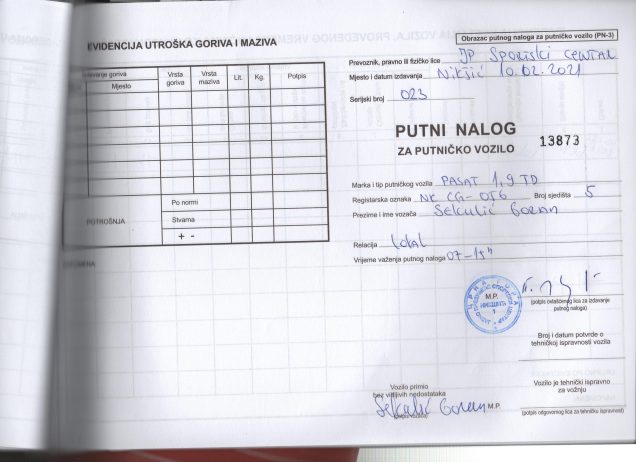 EVIDENCIJA UTROŠKA GORIVA I MAZIVA
Mjesto
Vrsta goriva
Vrsta maziva
Lit.
Kg.
Potpis
POTROŠNJA
Po normi
Stvarna
+ -
Obrazac putnog naloga za putničko vozilo (PN-3)
Prevoznik, pravno ili fizičko lice JP SPORTSKI CENTAR
Mjesto i datum izdavanja Nikšić 10.02.2021
Serijski broj 023
PUTNI NALOG
ZA PUTNIČKO VOZILO 13873
Marka i tip putničkog vozila PASAT 1,9 TD
Registarska oznaka NK CG-056 Broj sjedišta 5
Prezime i ime vozača Sekulić Goran
Relacija Lokal
Vrijeme važenja putnog naloga 07-15h
M.P.
(potpis ovlašćenog lica za izdavanje
putnog naloga)
Broj i datum potvrde o
tehničkoj ispravnosti vozila
Vozilo primio
bez vidljivih nedostataka
Sekulić Goran M.P.
Vozilo je tehnički ispravno
za vožnju
(potpis odgovornog lica za tehničku ispravnost)